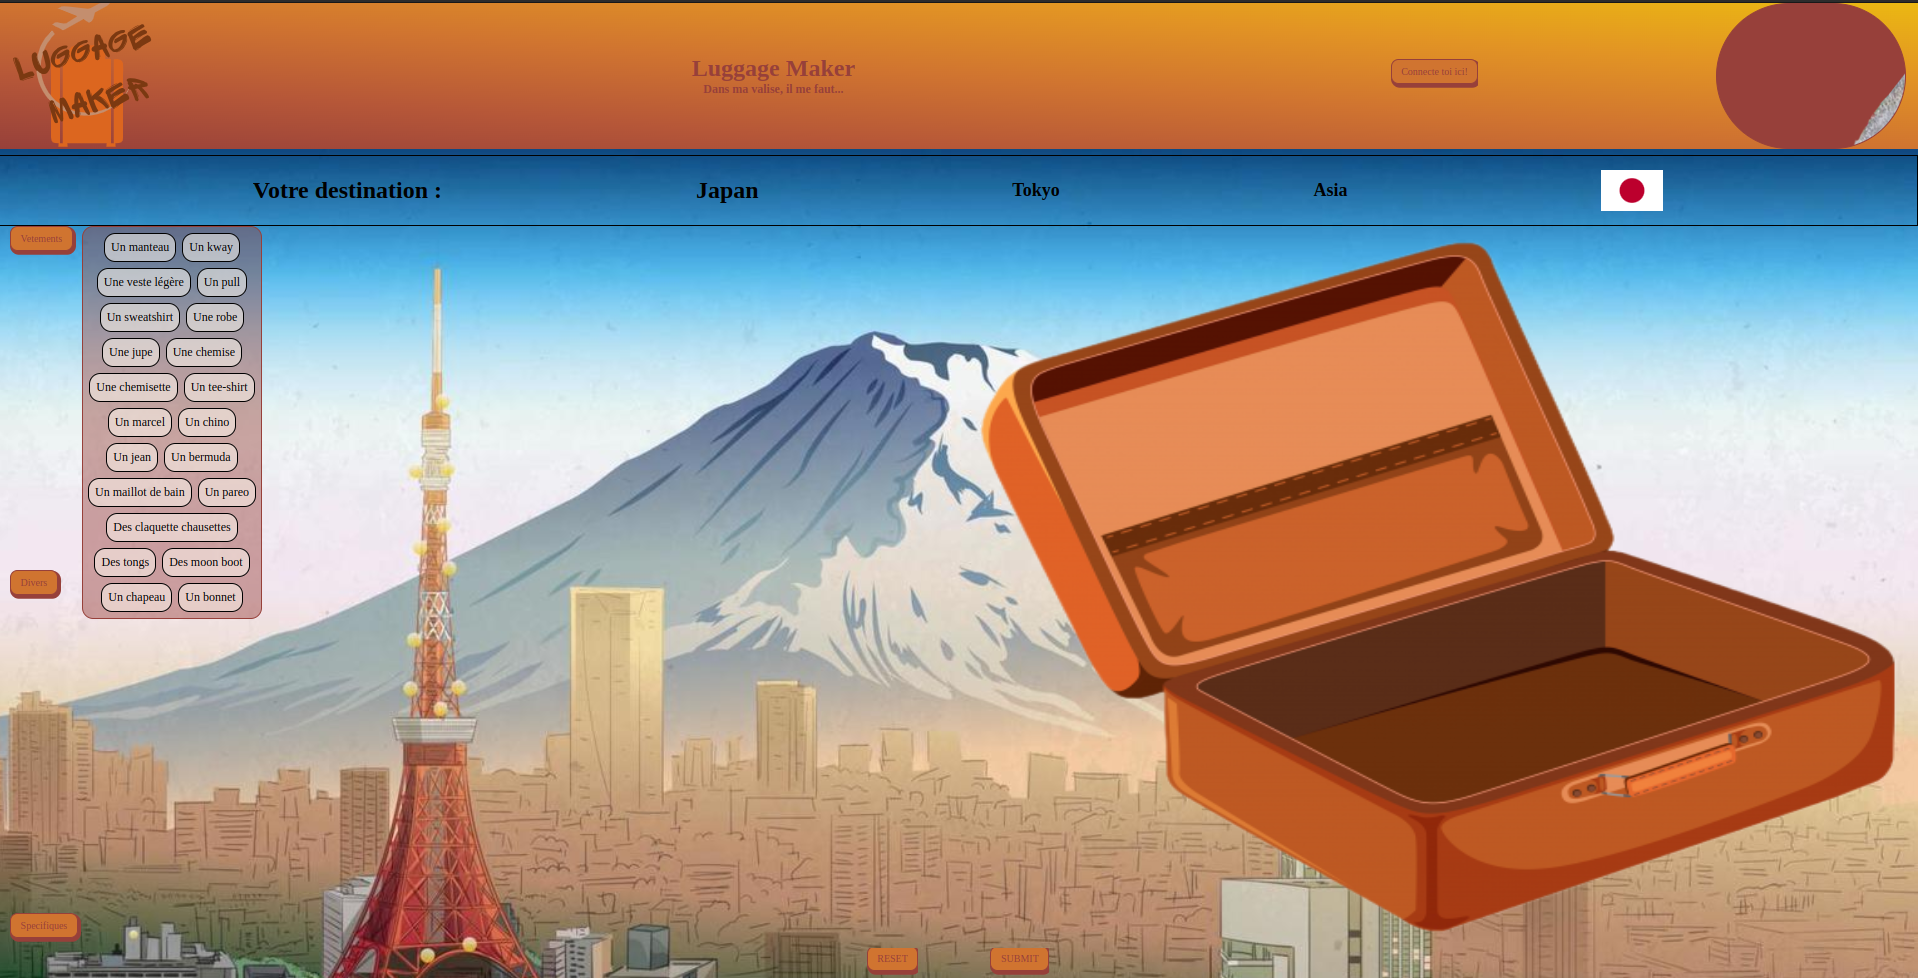 LUGGAGE
MAKER
Luggage Maker
Dans ma valise, il me faut...
Connecte toi ici!
Votre destination :
Japan
Tokyo
Asia
Vetements
Un manteau
Un kway
Une veste légère
Un pull
Un sweatshirt
Une robe
Une jupe
Une chemise
Une chemisette
Un tee-shirt
Un marcel
Un chino
Un jean
Un bermuda
Un maillot de bain
Un pareo
Des claquette chausettes
Des tongs
Des moon boot
Un chapeau
Un bonnet
Divers
Specifiques
RESET
SUBMIT